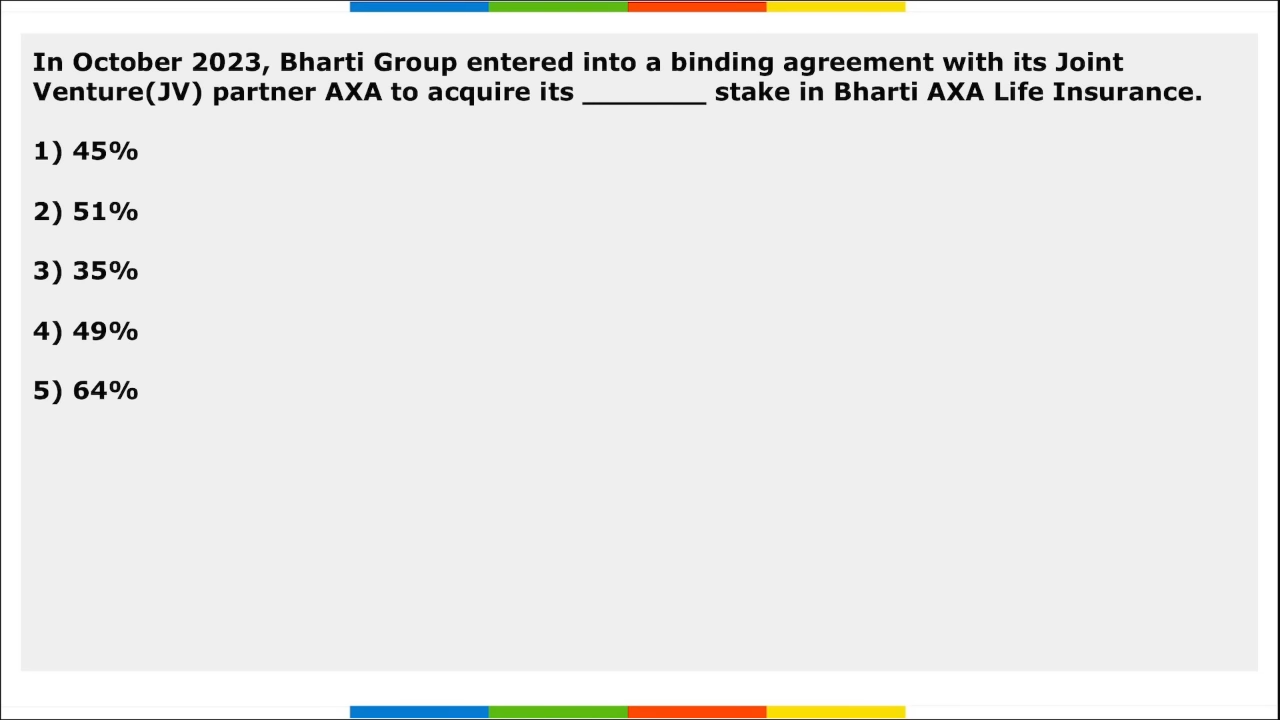 In October 2023, Bharti Group entered into a binding agreement with its Joint
Venture(JV) partner AXA to acquire its ________ stake in Bharti AXA Life Insurance.
1) 45%
2) 51%
3) 35%
4) 49%
5) 64%